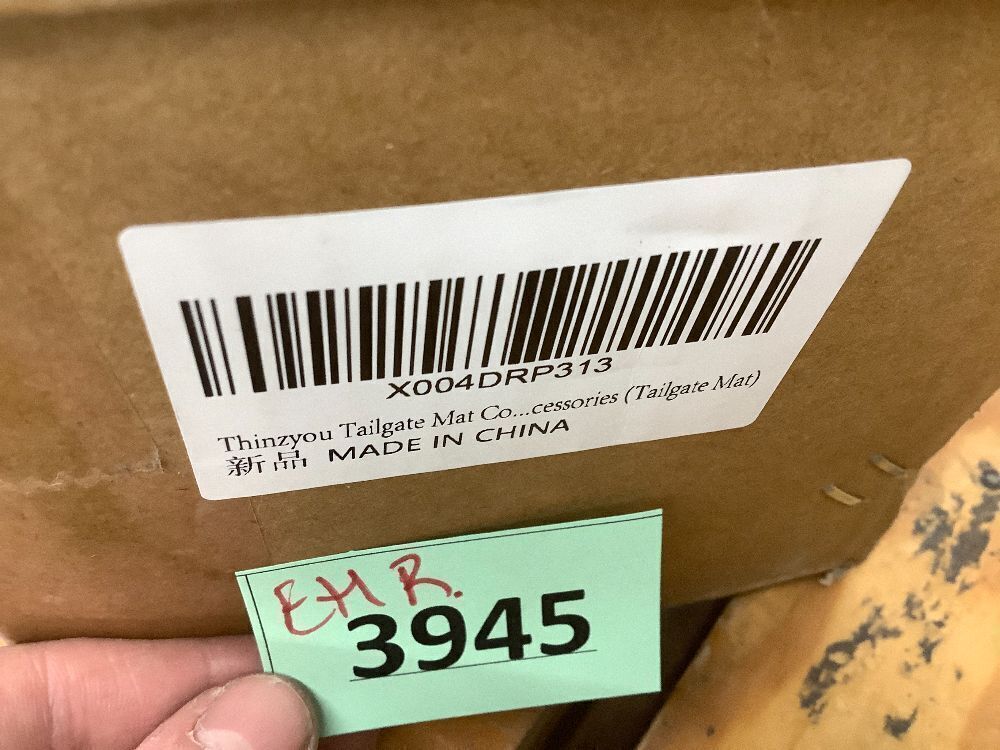 X004DRP313
Thinzyou Tailgate Mat Co...cessories (Tailgate Mat)
新品 MADE IN CHINA
EHR.
3945